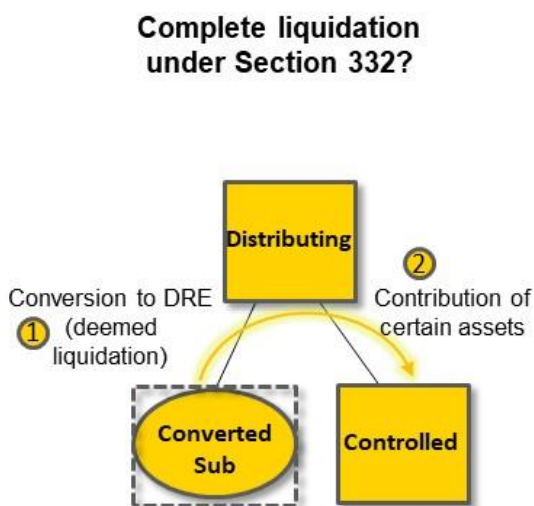 Complete liquidation
under Section 332?
Distributing
2
Conversion to DRE
1
(deemed
liquidation)
Contribution of
certain assets
Converted
Sub
Controlled